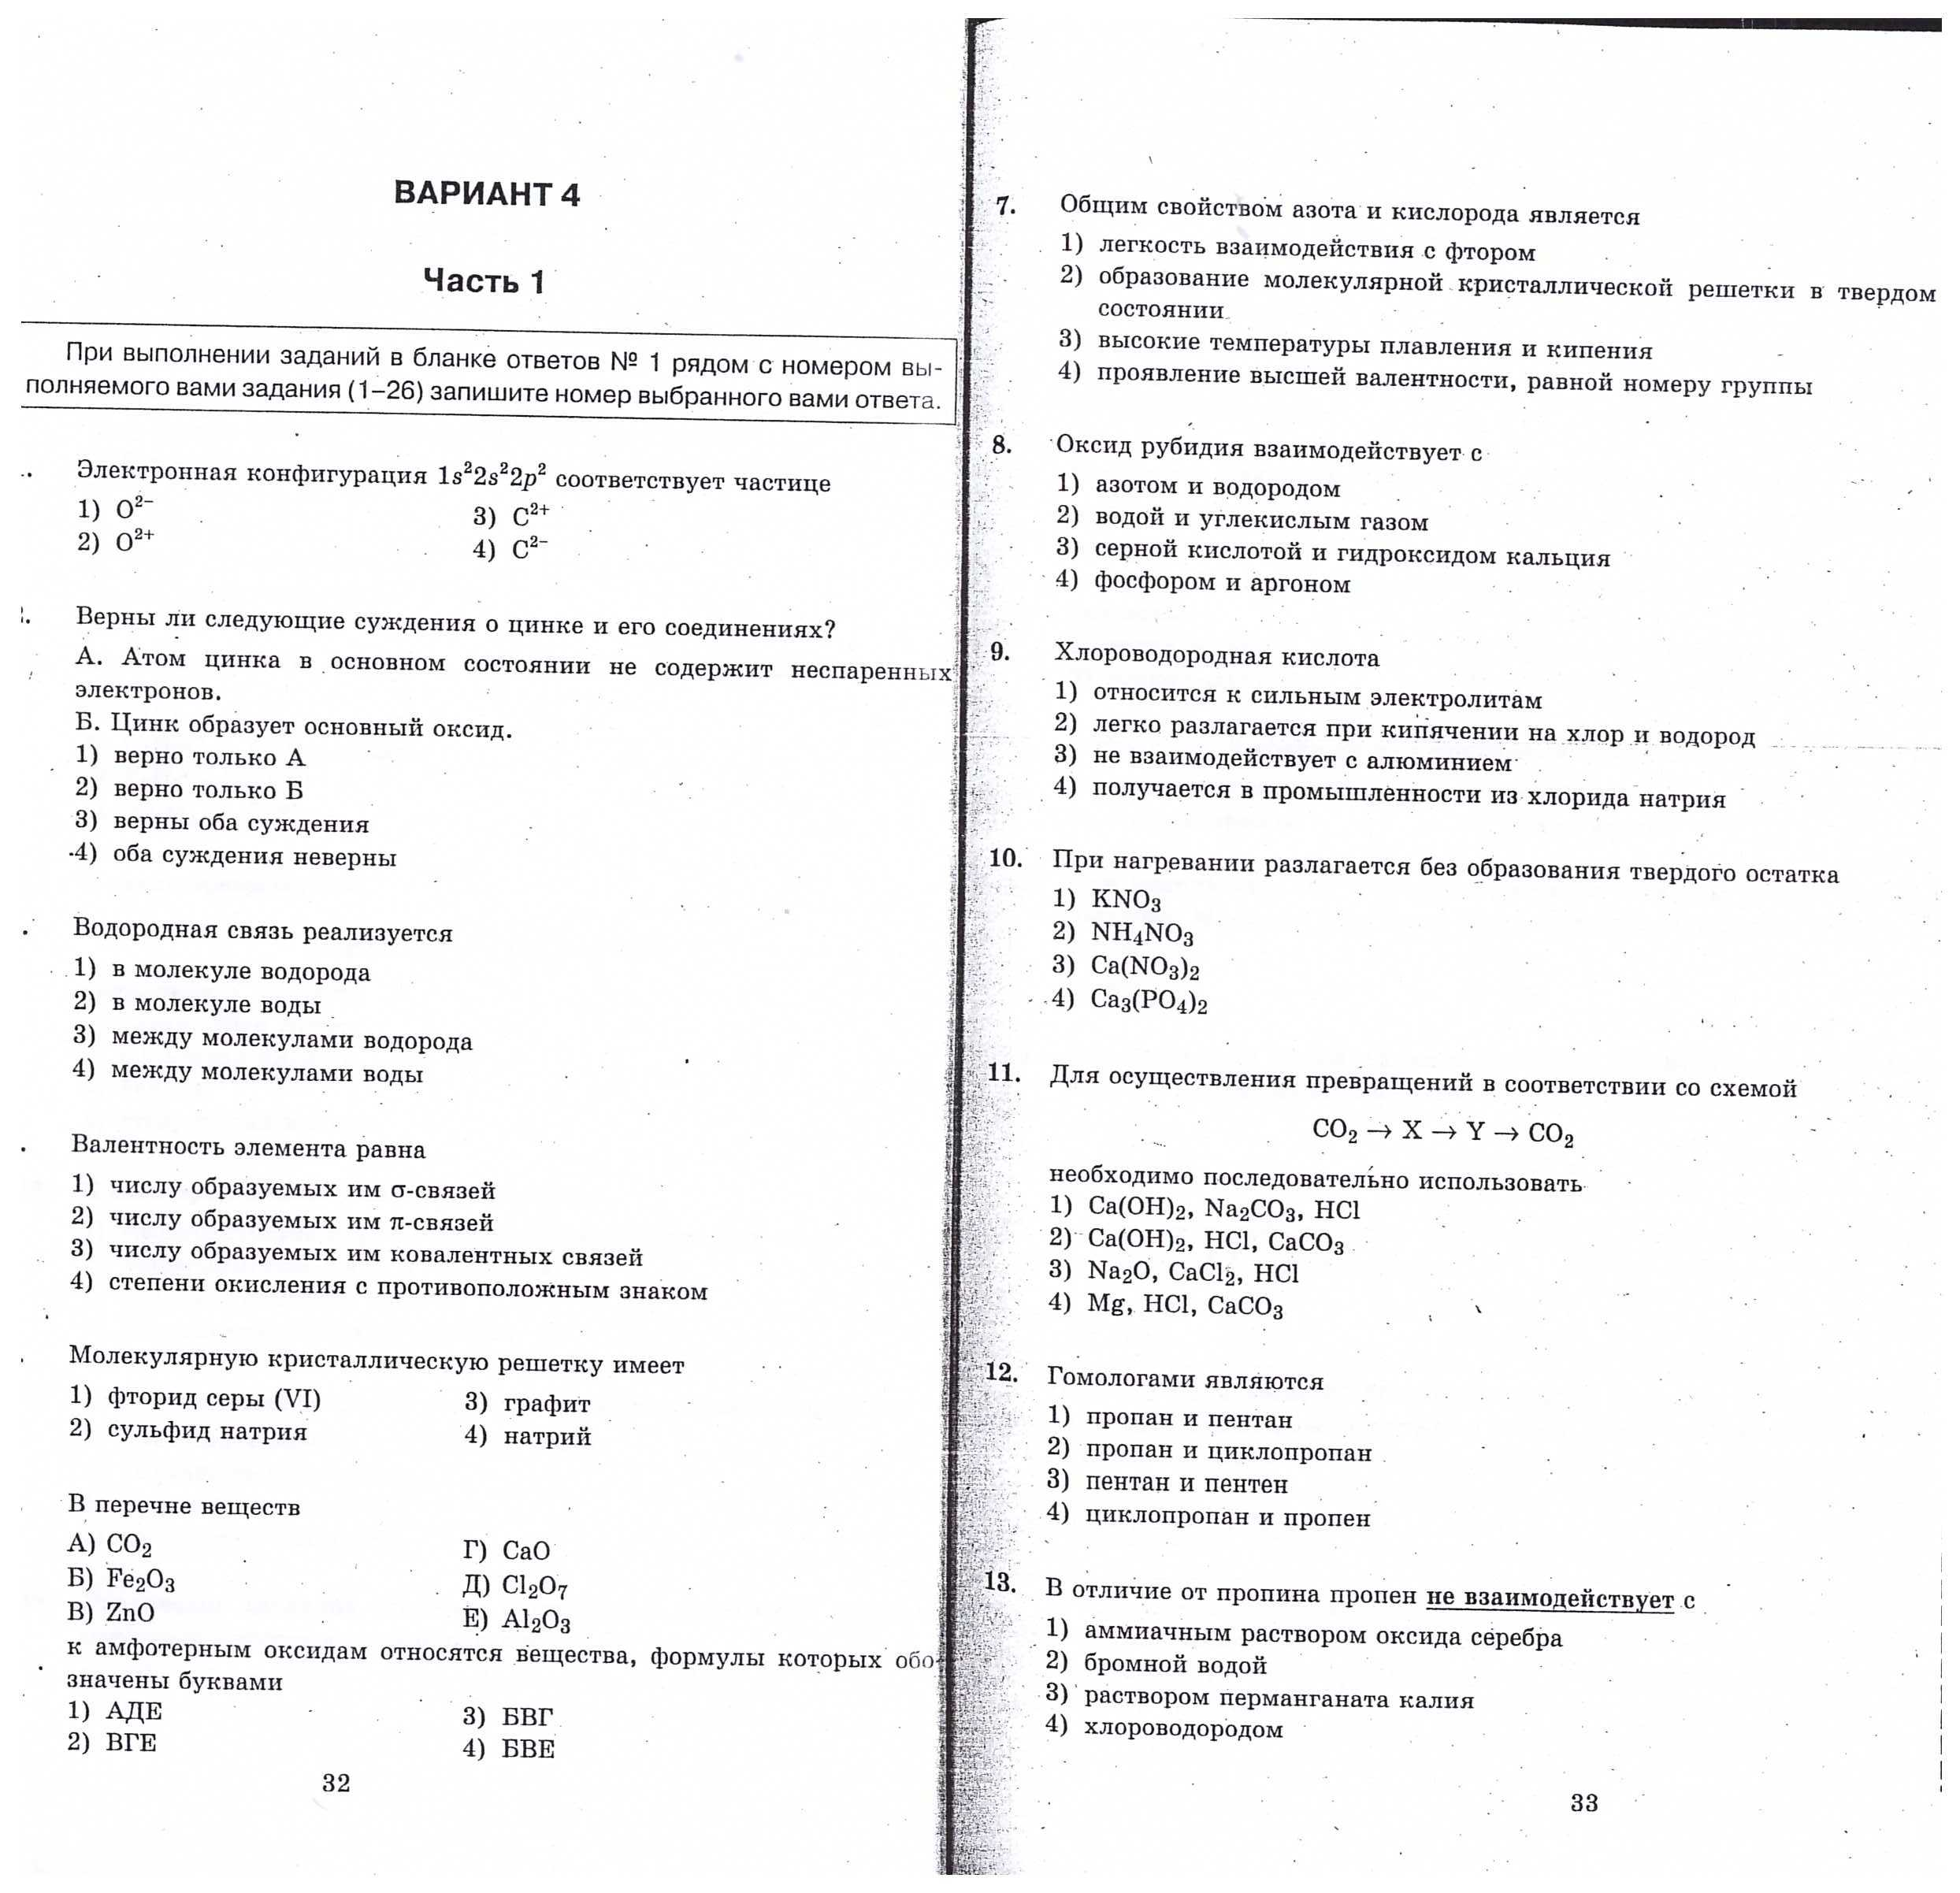 ВАРИАНТ 4
Часть 1
При выполнении заданий в бланке ответов № 1 рядом с номером вы-
полняемого вами задания (1–26) запишите номер выбранного вами ответа.
Электронная конфигурация 1s²2s²2p² соответствует частице
1) O²⁻
3) C²⁺
2) O²⁺
4) C²⁻
Верны ли следующие суждения о цинке и его соединениях?
А. Атом цинка в основном состоянии не содержит неспаренных
электронов.
Б. Цинк образует основный оксид.
1) верно только А
2) верно только Б
3) верны оба суждения
4) оба суждения неверны
Водородная связь реализуется
1) в молекуле водорода
2) в молекуле воды
3) между молекулами водорода
4) между молекулами воды
Валентность элемента равна
1) числу образуемых им σ-связей
2) числу образуемых им π-связей
3) числу образуемых им ковалентных связей
4) степени окисления с противоположным знаком
Молекулярную кристаллическую решетку имеет
1) фторид серы (VI)
3) графит
2) сульфид натрия
4) натрий
В перечне веществ
А) CO₂
Г) CaO
Б) Fe₂O₃
Д) Cl₂O₇
В) ZnO
Е) Al₂O₃
к амфотерным оксидам относятся вещества, формулы которых обо-
значены буквами
1) АДЕ
3) БВГ
2) ВГЕ
4) БВЕ
32
7. Общим свойством азота и кислорода является
1) легкость взаимодействия с фтором
2) образование молекулярной кристаллической решетки в твердом
состоянии
3) высокие температуры плавления и кипения
4) проявление высшей валентности, равной номеру группы
8. Оксид рубидия взаимодействует с
1) азотом и водородом
2) водой и углекислым газом
3) серной кислотой и гидроксидом кальция
4) фосфором и аргоном
9. Хлороводородная кислота
1) относится к сильным электролитам
2) легко разлагается при кипячении на хлор и водород
3) не взаимодействует с алюминием
4) получается в промышленности из хлорида натрия
10. При нагревании разлагается без образования твердого остатка
1) KNO₃
2) NH₄NO₃
3) Ca(NO₃)₂
4) Ca₃(PO₄)₂
11. Для осуществления превращений в соответствии со схемой
CO₂ → X → Y → CO₂
необходимо последовательно использовать
1) Ca(OH)₂, Na₂CO₃, HCl
2) Ca(OH)₂, HCl, CaCO₃
3) Na₂O, CaCl₂, HCl
4) Mg, HCl, CaCO₃
12. Гомологами являются
1) пропан и пентан
2) пропан и циклопропан
3) пентан и пентен
4) циклопропан и пропен
13. В отличие от пропина пропен не взаимодействует с
1) аммиачным раствором оксида серебра
2) бромной водой
3) раствором перманганата калия
4) хлороводородом
33